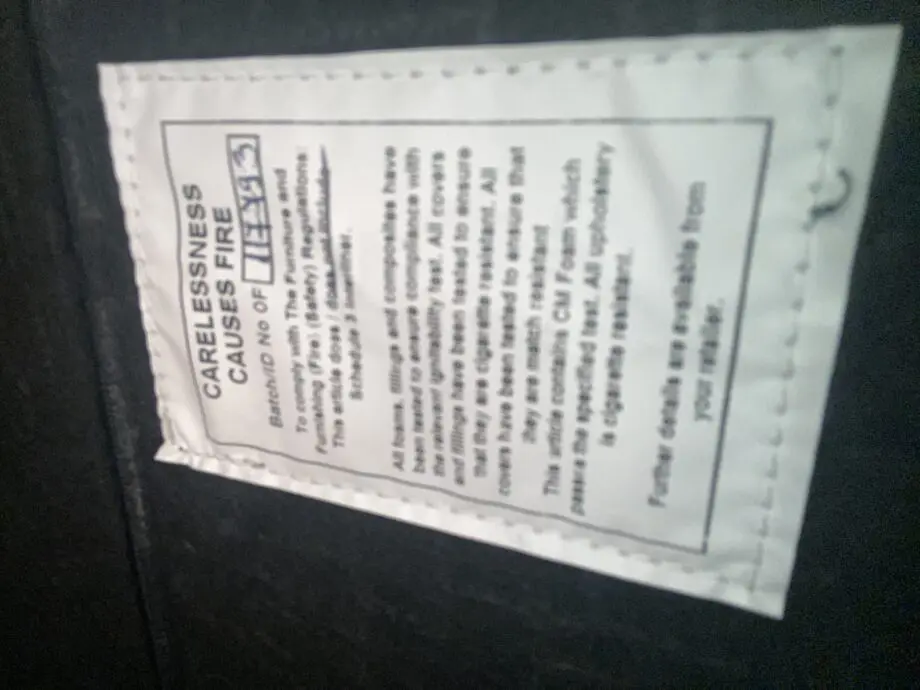 CARELESSNESS
CAUSES FIRE
Batch/ID No OF
To comply with The Furniture and
Furnishing (Fire) (Safety) Regulations:
This article does / does not include
Schedule 3 interliner.
All foams, fillings and composites have
been tested to ensure compliance with
the relevant ignitability test. All covers
and fillings have been tested to ensure
that they are cigarette resistant. All
covers have been tested to ensure that
they are match resistant
This article contains CM Foam which
passes the specified test. All upholstery
is cigarette resistant.
Further details are available from
your retailer.